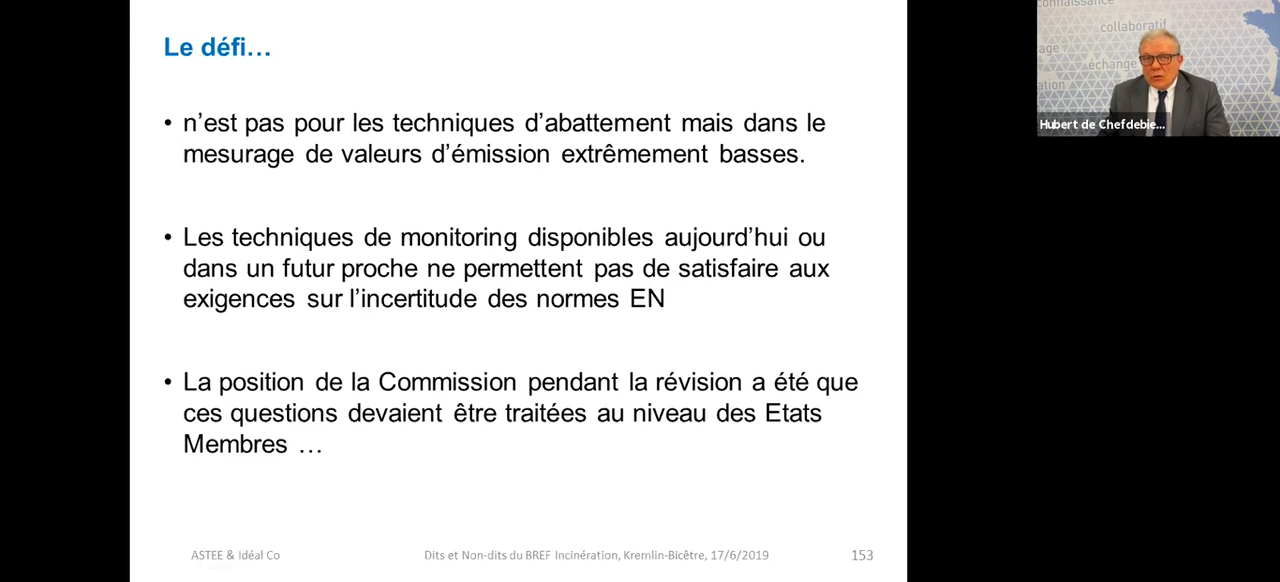 Le défi…
• n’est pas pour les techniques d’abattement mais dans le
mesurage de valeurs d’émission extrêmement basses.
• Les techniques de monitoring disponibles aujourd’hui ou
dans un futur proche ne permettent pas de satisfaire aux
exigences sur l’incertitude des normes EN
• La position de la Commission pendant la révision a été que
ces questions devaient être traitées au niveau des Etats
Membres …
ASTEE & Idéal Co
Dits et Non-dits du BREF Incinération, Kremlin-Bicêtre, 17/6/2019
153
connaissance
collaboratif
age
échange
ation
Hubert de Chefdebie...